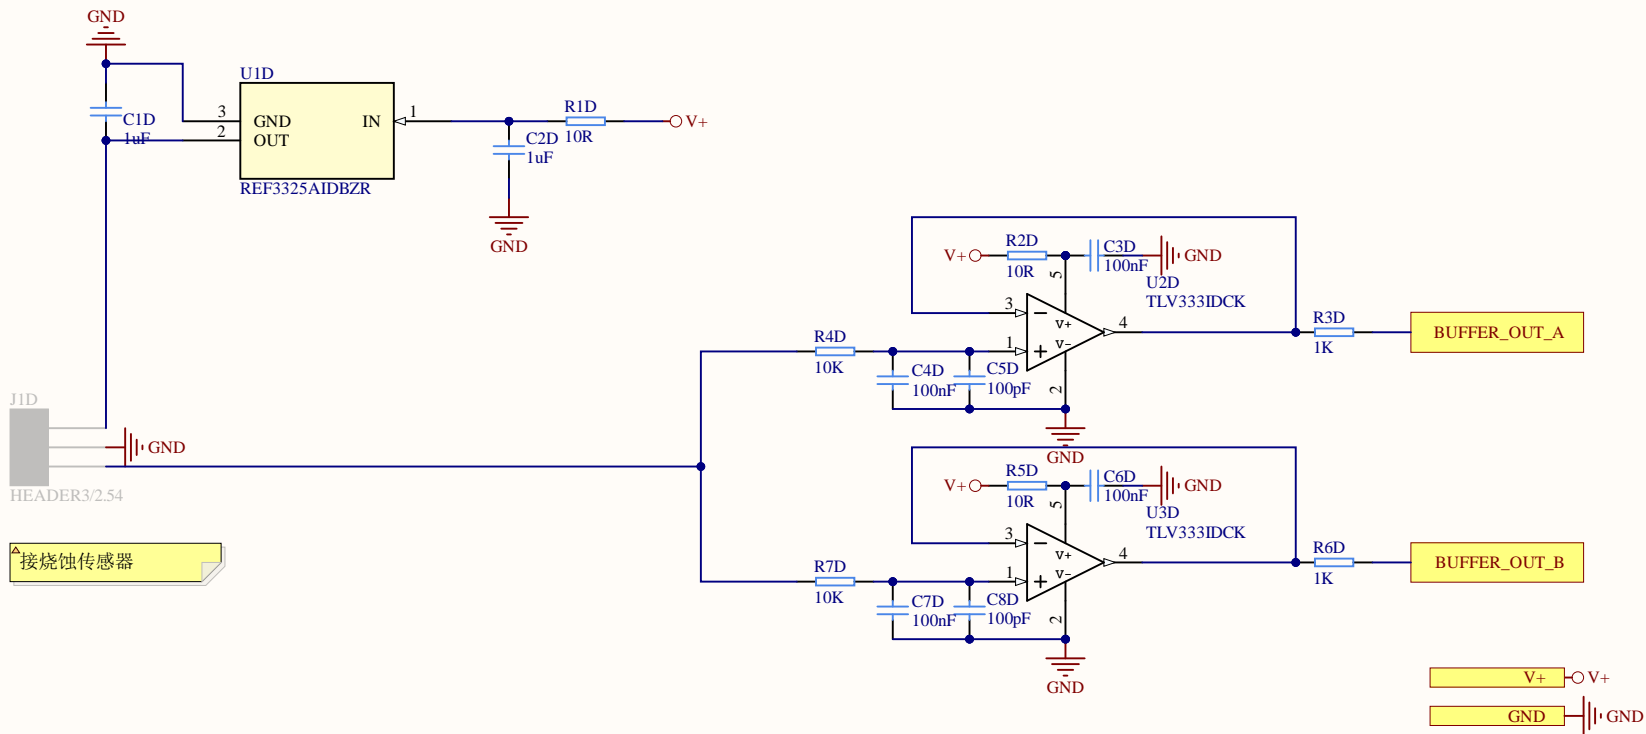 GND
U1D
C1D
1uF
3
GND
2
OUT
IN
1
REF3325AIDBZR
R1D
10R
V+
C2D
1uF
GND
V+
R2D
10R
C3D
100nF
GND
5
U2D
TLV333IDCK
3
V+
V-
1
4
2
R3D
1K
BUFFER_OUT_A
R4D
10K
C4D
100nF
C5D
100pF
GND
J1D
GND
HEADER3/2.54
接烧蚀传感器
V+
R5D
10R
C6D
100nF
GND
5
U3D
TLV333IDCK
3
V+
V-
1
4
2
R6D
1K
BUFFER_OUT_B
R7D
10K
C7D
100nF
C8D
100pF
GND
V+
V+
GND
GND